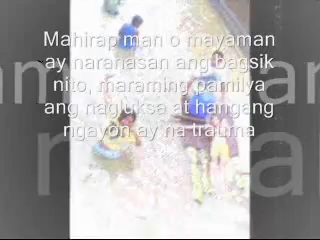 Mahirap man o mayaman
ay naranasan ang bagsik
nito, maraming pamilya
ang nagluksa at hangang
ngayon ay na trauma